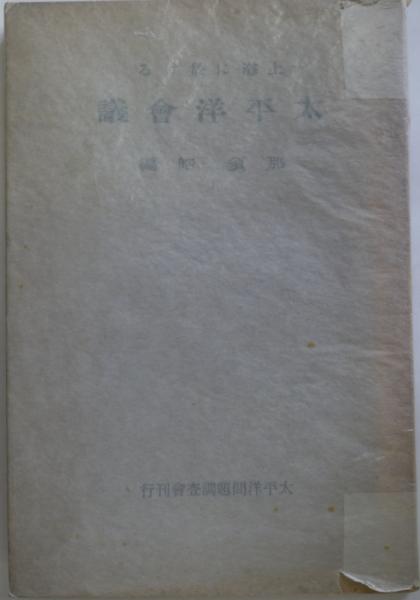 上海に於ける
太平洋會議
那須皓編
太平洋問題調査會刊行